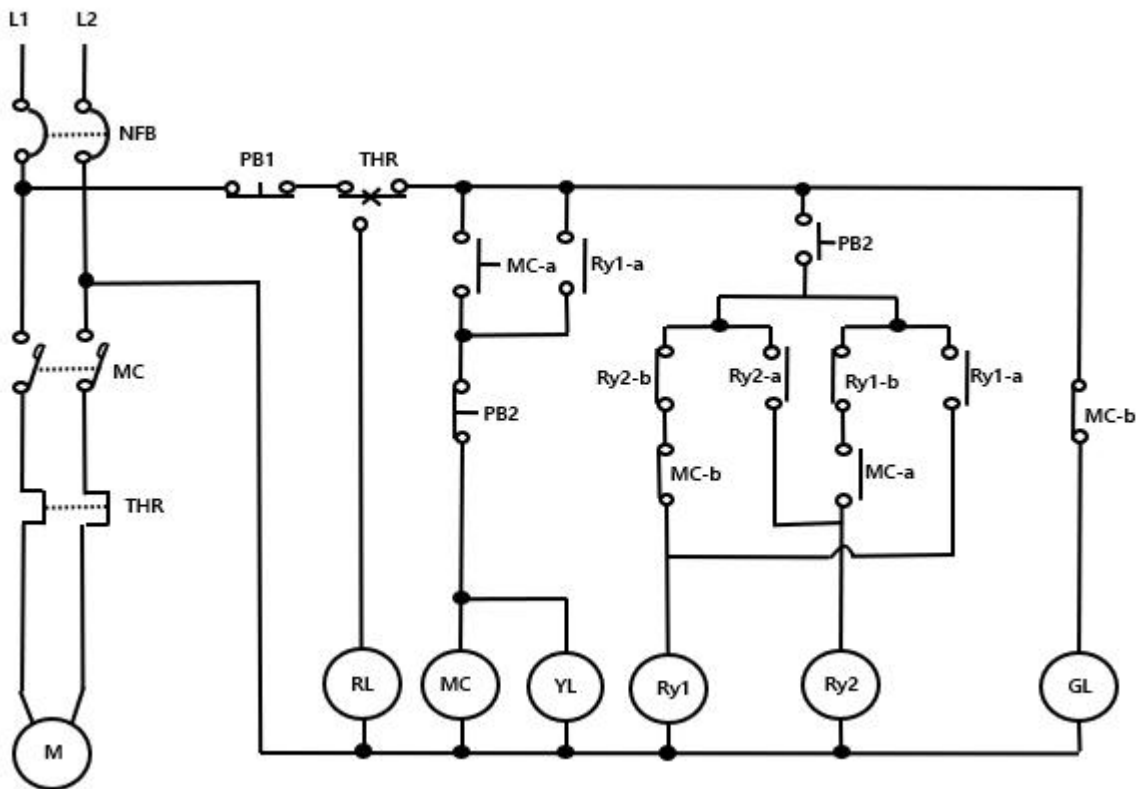 L1
L2
NFB
PB1
THR
PB2
MC-a
Ry1-a
MC
Ry2-b
Ry2-a
Ry1-b
Ry1-a
PB2
MC-b
MC-b
MC-a
THR
RL
MC
YL
Ry1
Ry2
GL
M